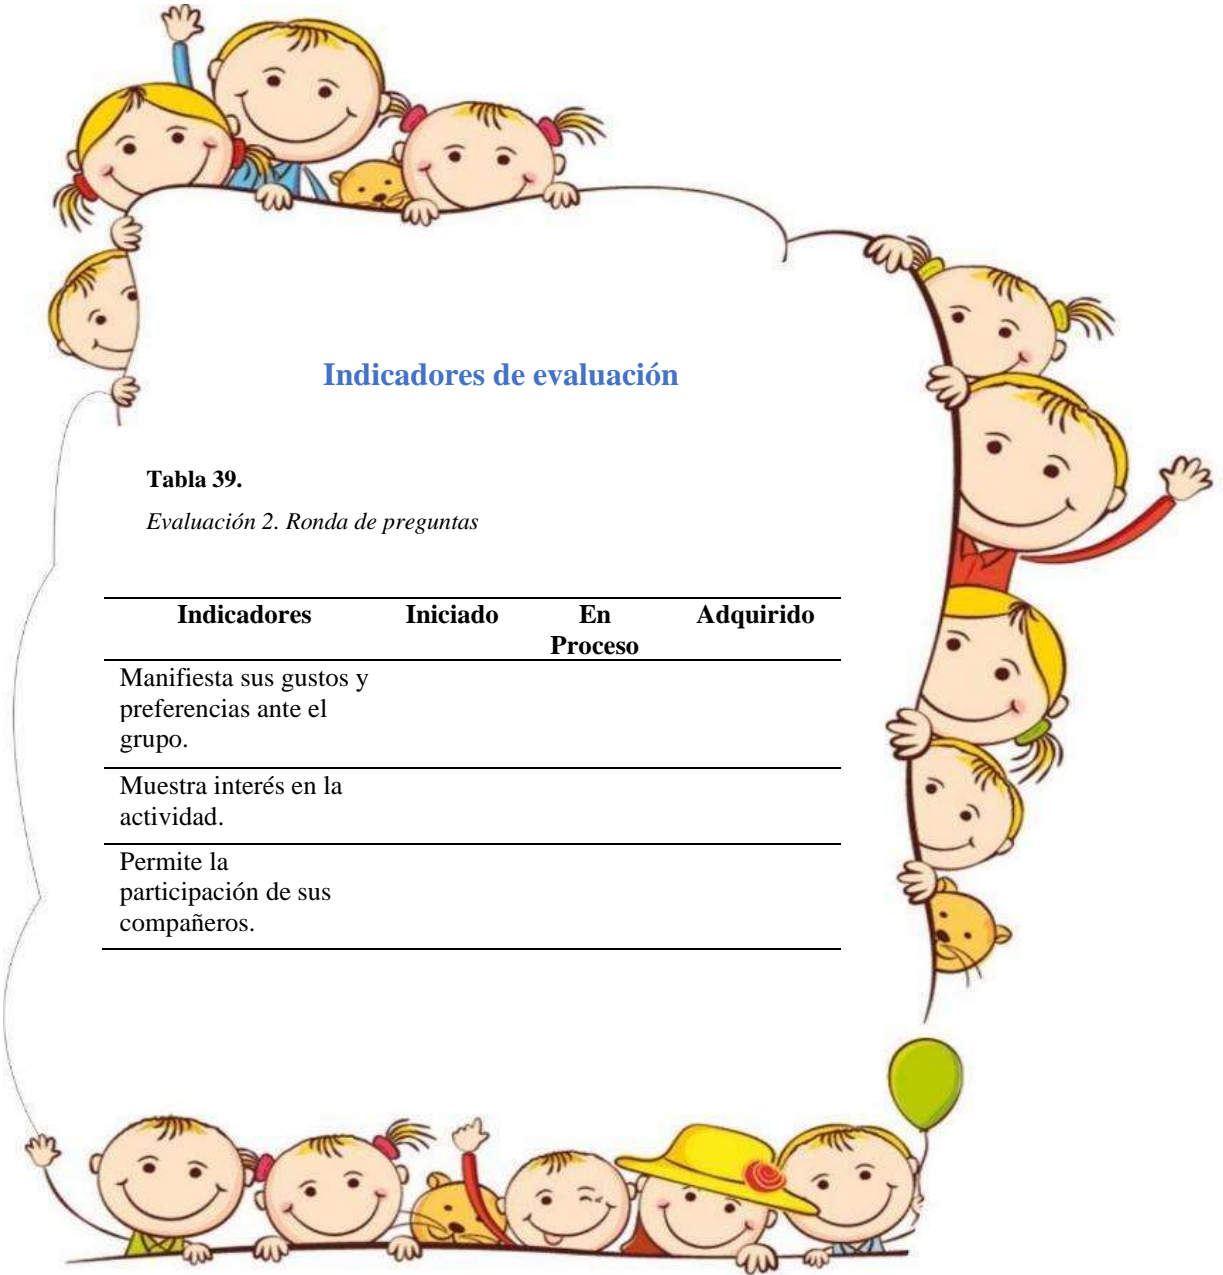 Indicadores de evaluación
Tabla 39.
Evaluación 2. Ronda de preguntas
Indicadores Iniciado En Proceso Adquirido
Manifiesta sus gustos y
preferencias ante el
grupo.
Muestra interés en la
actividad.
Permite la
participación de sus
compañeros.